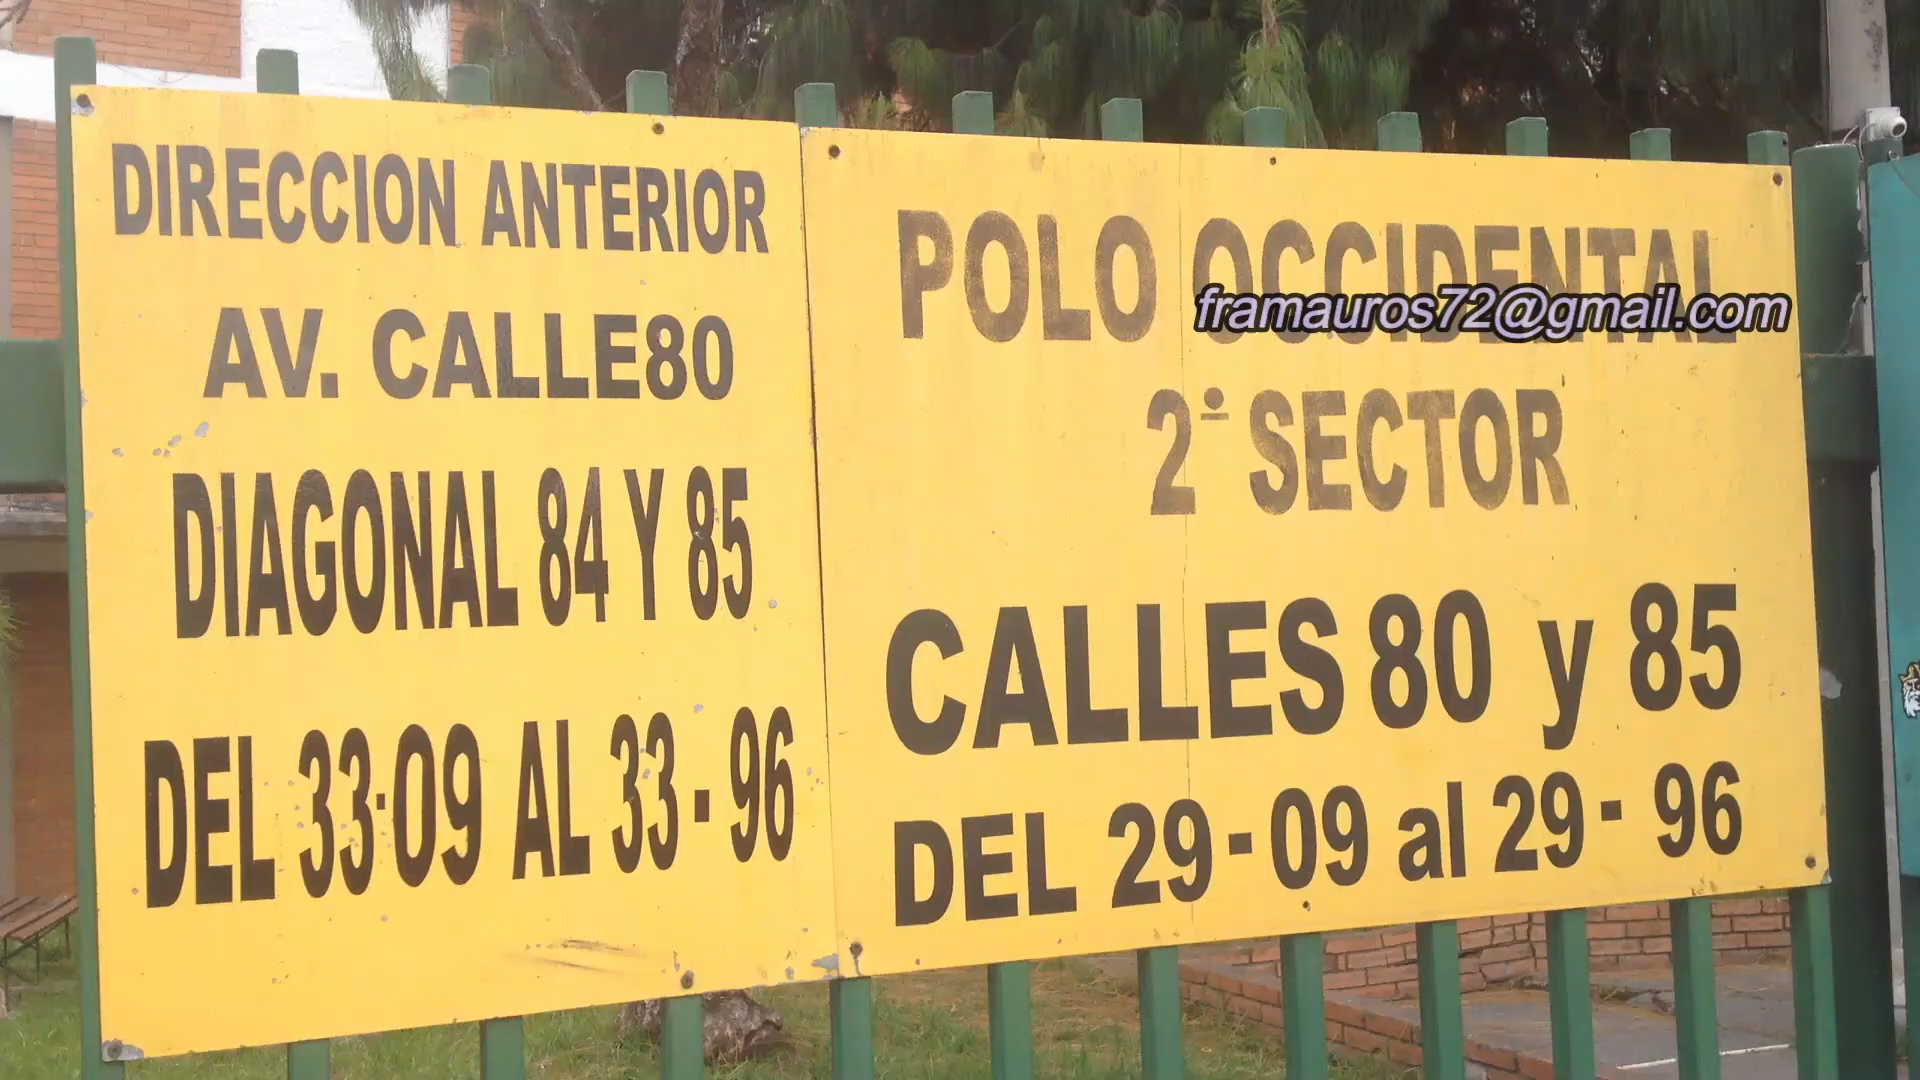 DIRECCION ANTERIOR
AV. CALLE80
DIAGONAL 84 Y 85
DEL 33-09 AL 33-96
POLO OCCIDENTAL
framauros72@gmail.com
2º SECTOR
CALLES 80 y 85
DEL 29-09 al 29-96